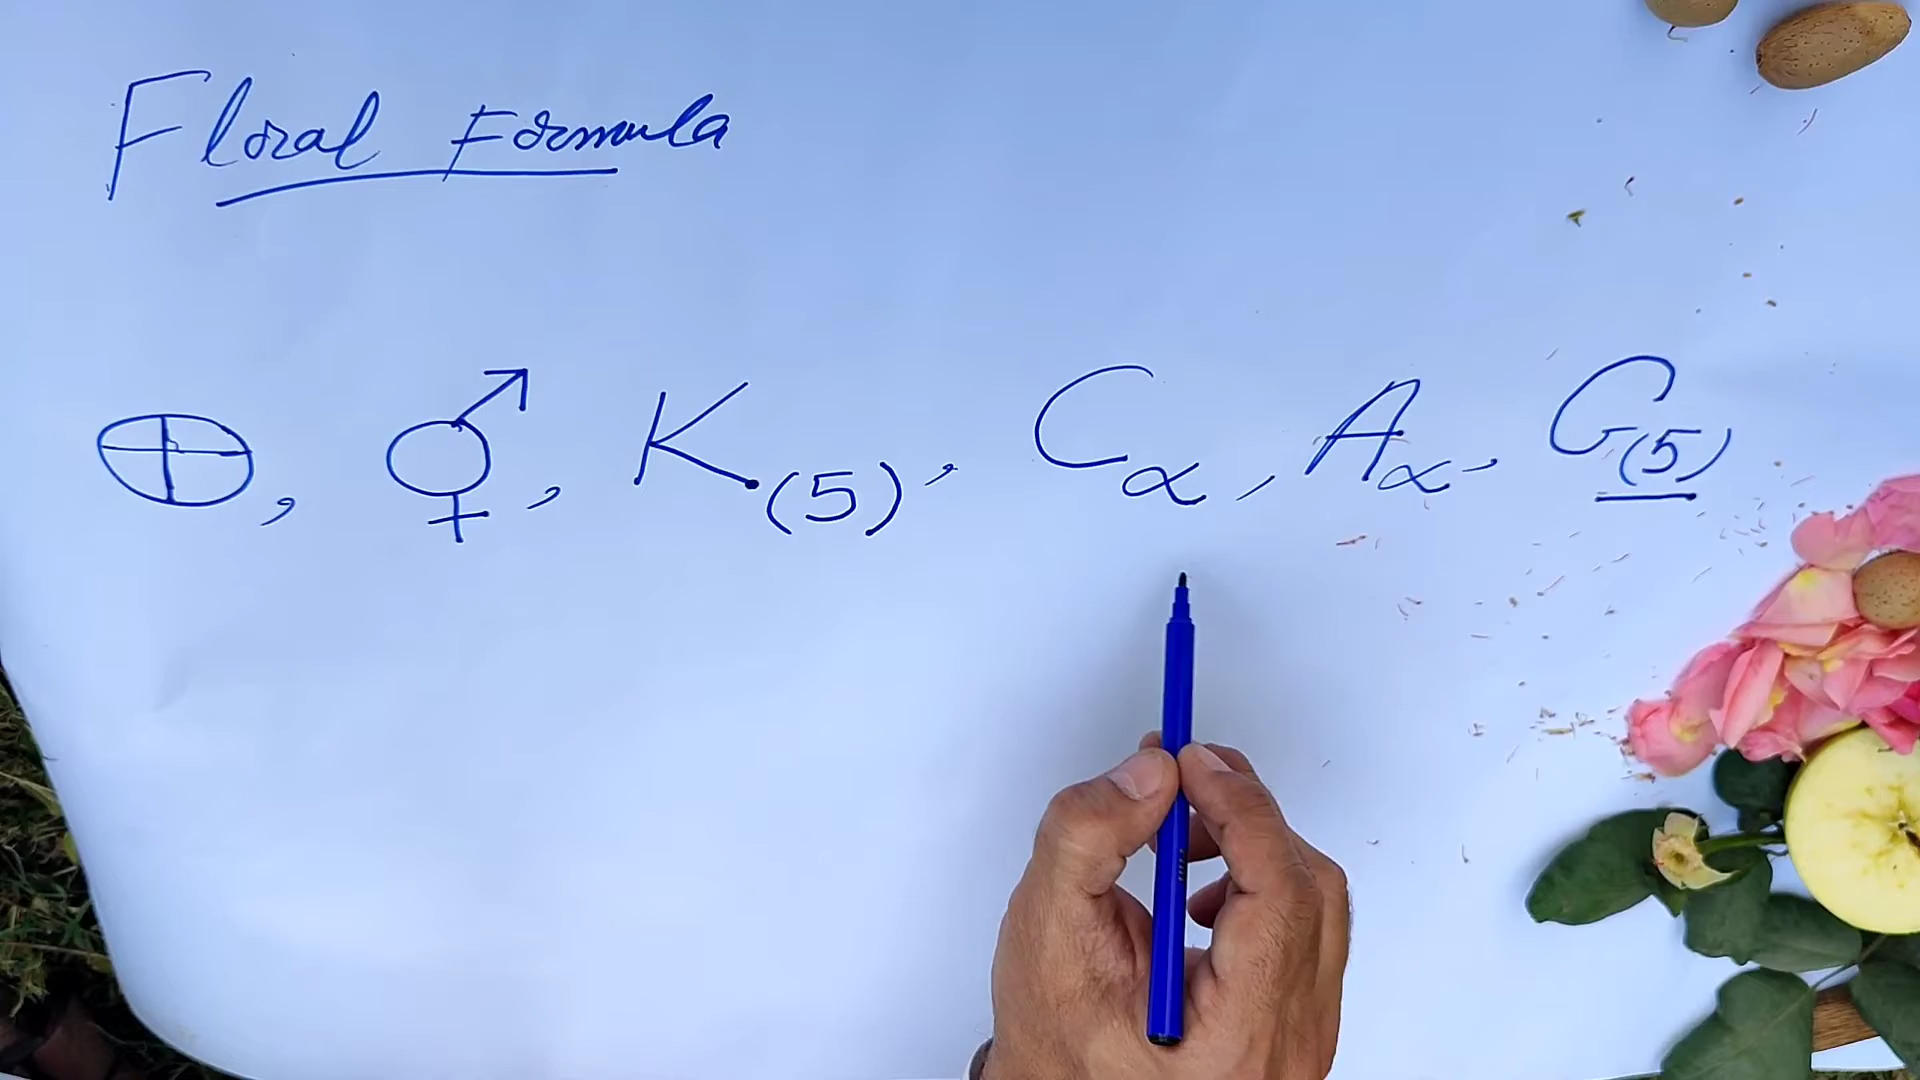 Floral Formula
⊕, ⚥, K(5), C∝, A∝, G(5)